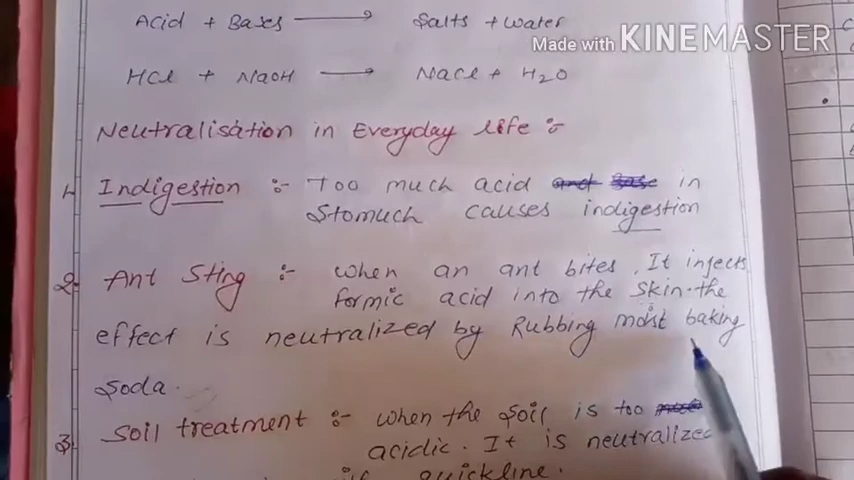 Acid + Bases → Salts + Water
Made with KINEMASTER
HCl + NaOH → NaCl + H2O
Neutralisation in Everyday life :-
1. Indigestion :- Too much acid and Base in
Stomuch causes indigestion
2. Ant Sting :- when an ant bites, It injects
formic acid into the skin. the
effect is neutralized by Rubbing moist baking
Soda.
3. Soil treatment :- when the Soil is too
acidic. It is neutralized
quickline.